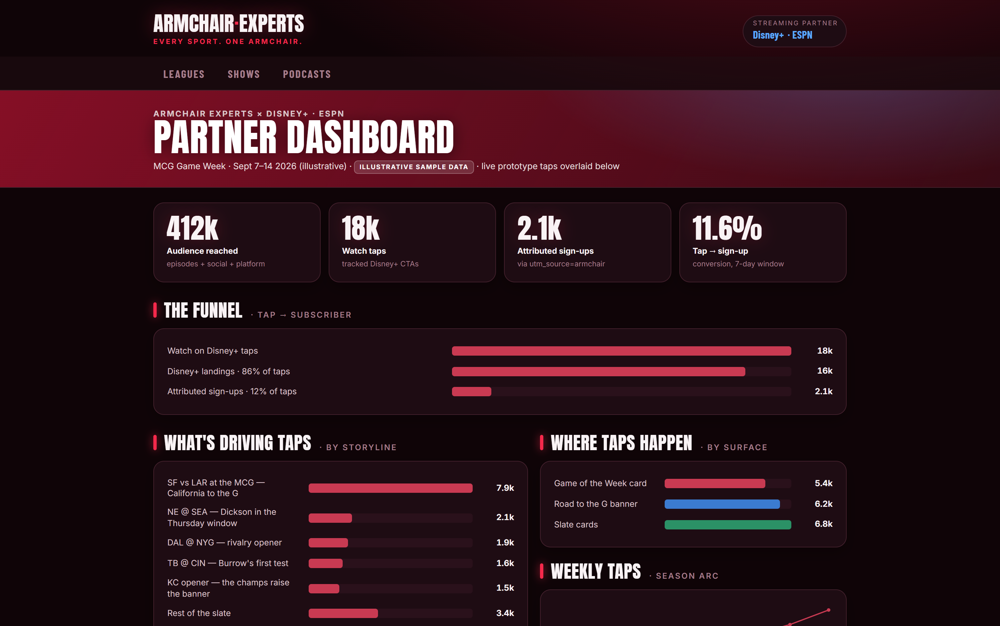 ARMCHAIR·EXPERTS
EVERY SPORT. ONE ARMCHAIR.
STREAMING PARTNER
Disney+ · ESPN
LEAGUES SHOWS PODCASTS
ARMCHAIR EXPERTS × DISNEY+ · ESPN
PARTNER DASHBOARD
MCG Game Week · Sept 7–14 2026 (illustrative) · ILLUSTRATIVE SAMPLE DATA · live prototype taps overlaid below
412k
Audience reached
episodes + social + platform
18k
Watch taps
tracked Disney+ CTAs
2.1k
Attributed sign-ups
via utm_source=armchair
11.6%
Tap → sign-up
conversion, 7-day window
THE FUNNEL · TAP → SUBSCRIBER
Watch on Disney+ taps 18k
Disney+ landings · 86% of taps 16k
Attributed sign-ups · 12% of taps 2.1k
WHAT'S DRIVING TAPS · BY STORYLINE
SF vs LAR at the MCG —
California to the G 7.9k
NE @ SEA — Dickson in the
Thursday window 2.1k
DAL @ NYG — rivalry opener 1.9k
TB @ CIN — Burrow's first test 1.6k
KC opener — the champs raise
the banner 1.5k
Rest of the slate 3.4k
WHERE TAPS HAPPEN · BY SURFACE
Game of the Week card 5.4k
Road to the G banner 6.2k
Slate cards 6.8k
WEEKLY TAPS · SEASON ARC